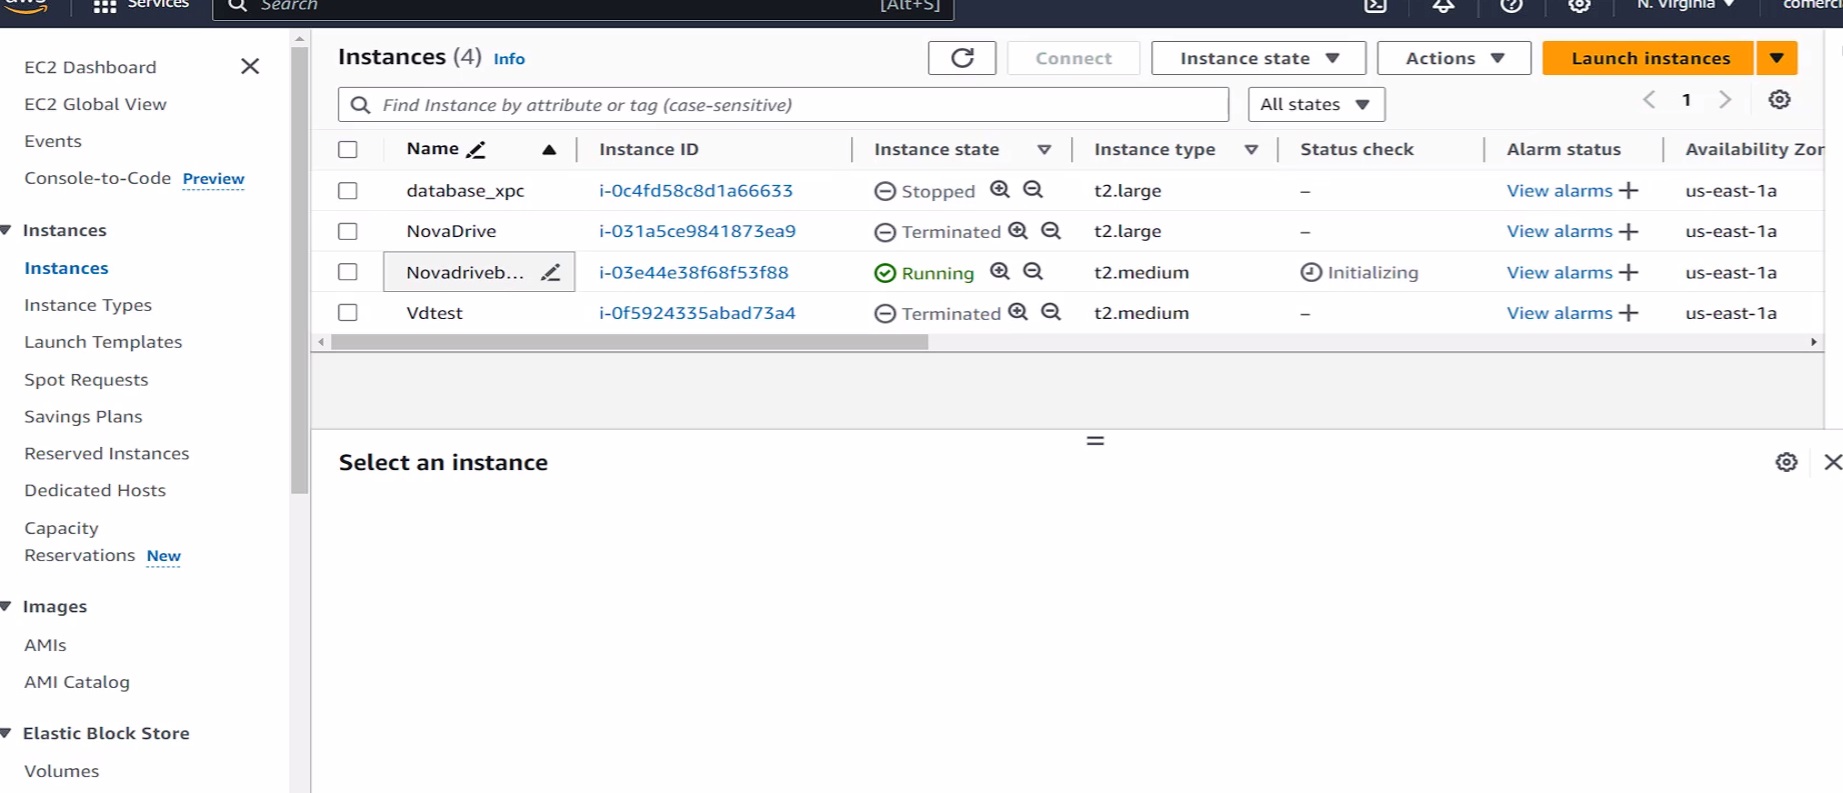 aws Services Search [Alt+S] N. Virginia
EC2 Dashboard
EC2 Global View
Events
Console-to-Code Preview
Instances
Instances
Instance Types
Launch Templates
Spot Requests
Savings Plans
Reserved Instances
Dedicated Hosts
Capacity
Reservations New
Images
AMIs
AMI Catalog
Elastic Block Store
Volumes
Instances (4) Info Connect Instance state Actions Launch instances
Find Instance by attribute or tag (case-sensitive) All states 1
Name Instance ID Instance state Instance type Status check Alarm status Availability Zor
database_xpc i-0c4fd58c8d1a66633 Stopped t2.large – View alarms + us-east-1a
NovaDrive i-031a5ce9841873ea9 Terminated t2.large – View alarms + us-east-1a
Novadriveb... i-03e44e38f68f53f88 Running t2.medium Initializing View alarms + us-east-1a
Vdtest i-0f5924335abad73a4 Terminated t2.medium – View alarms + us-east-1a
Select an instance